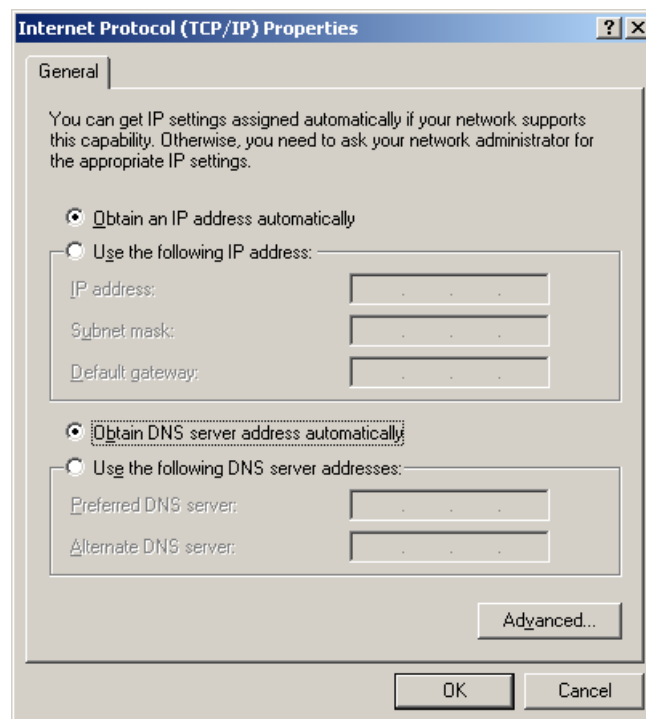 Internet Protocol (TCP/IP) Properties
?
General
You can get IP settings assigned automatically if your network supports
this capability. Otherwise, you need to ask your network administrator for
the appropriate IP settings.
Obtain an IP address automatically
Use the following IP address:
IP address:
Subnet mask:
Default gateway:
Obtain DNS server address automatically
Use the following DNS server addresses:
Preferred DNS server:
Alternate DNS server:
Advanced...
OK Cancel